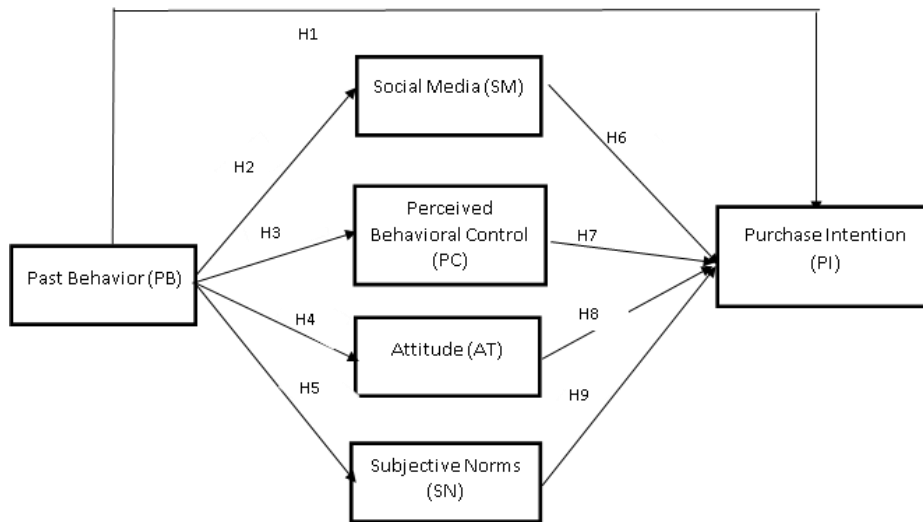 H1
Social Media (SM)
H2
H6
H3
Perceived
Behavioral Control
(PC)
H7
Purchase Intention
(PI)
Past Behavior (PB)
H4
Attitude (AT)
H8
H5
H9
Subjective Norms
(SN)